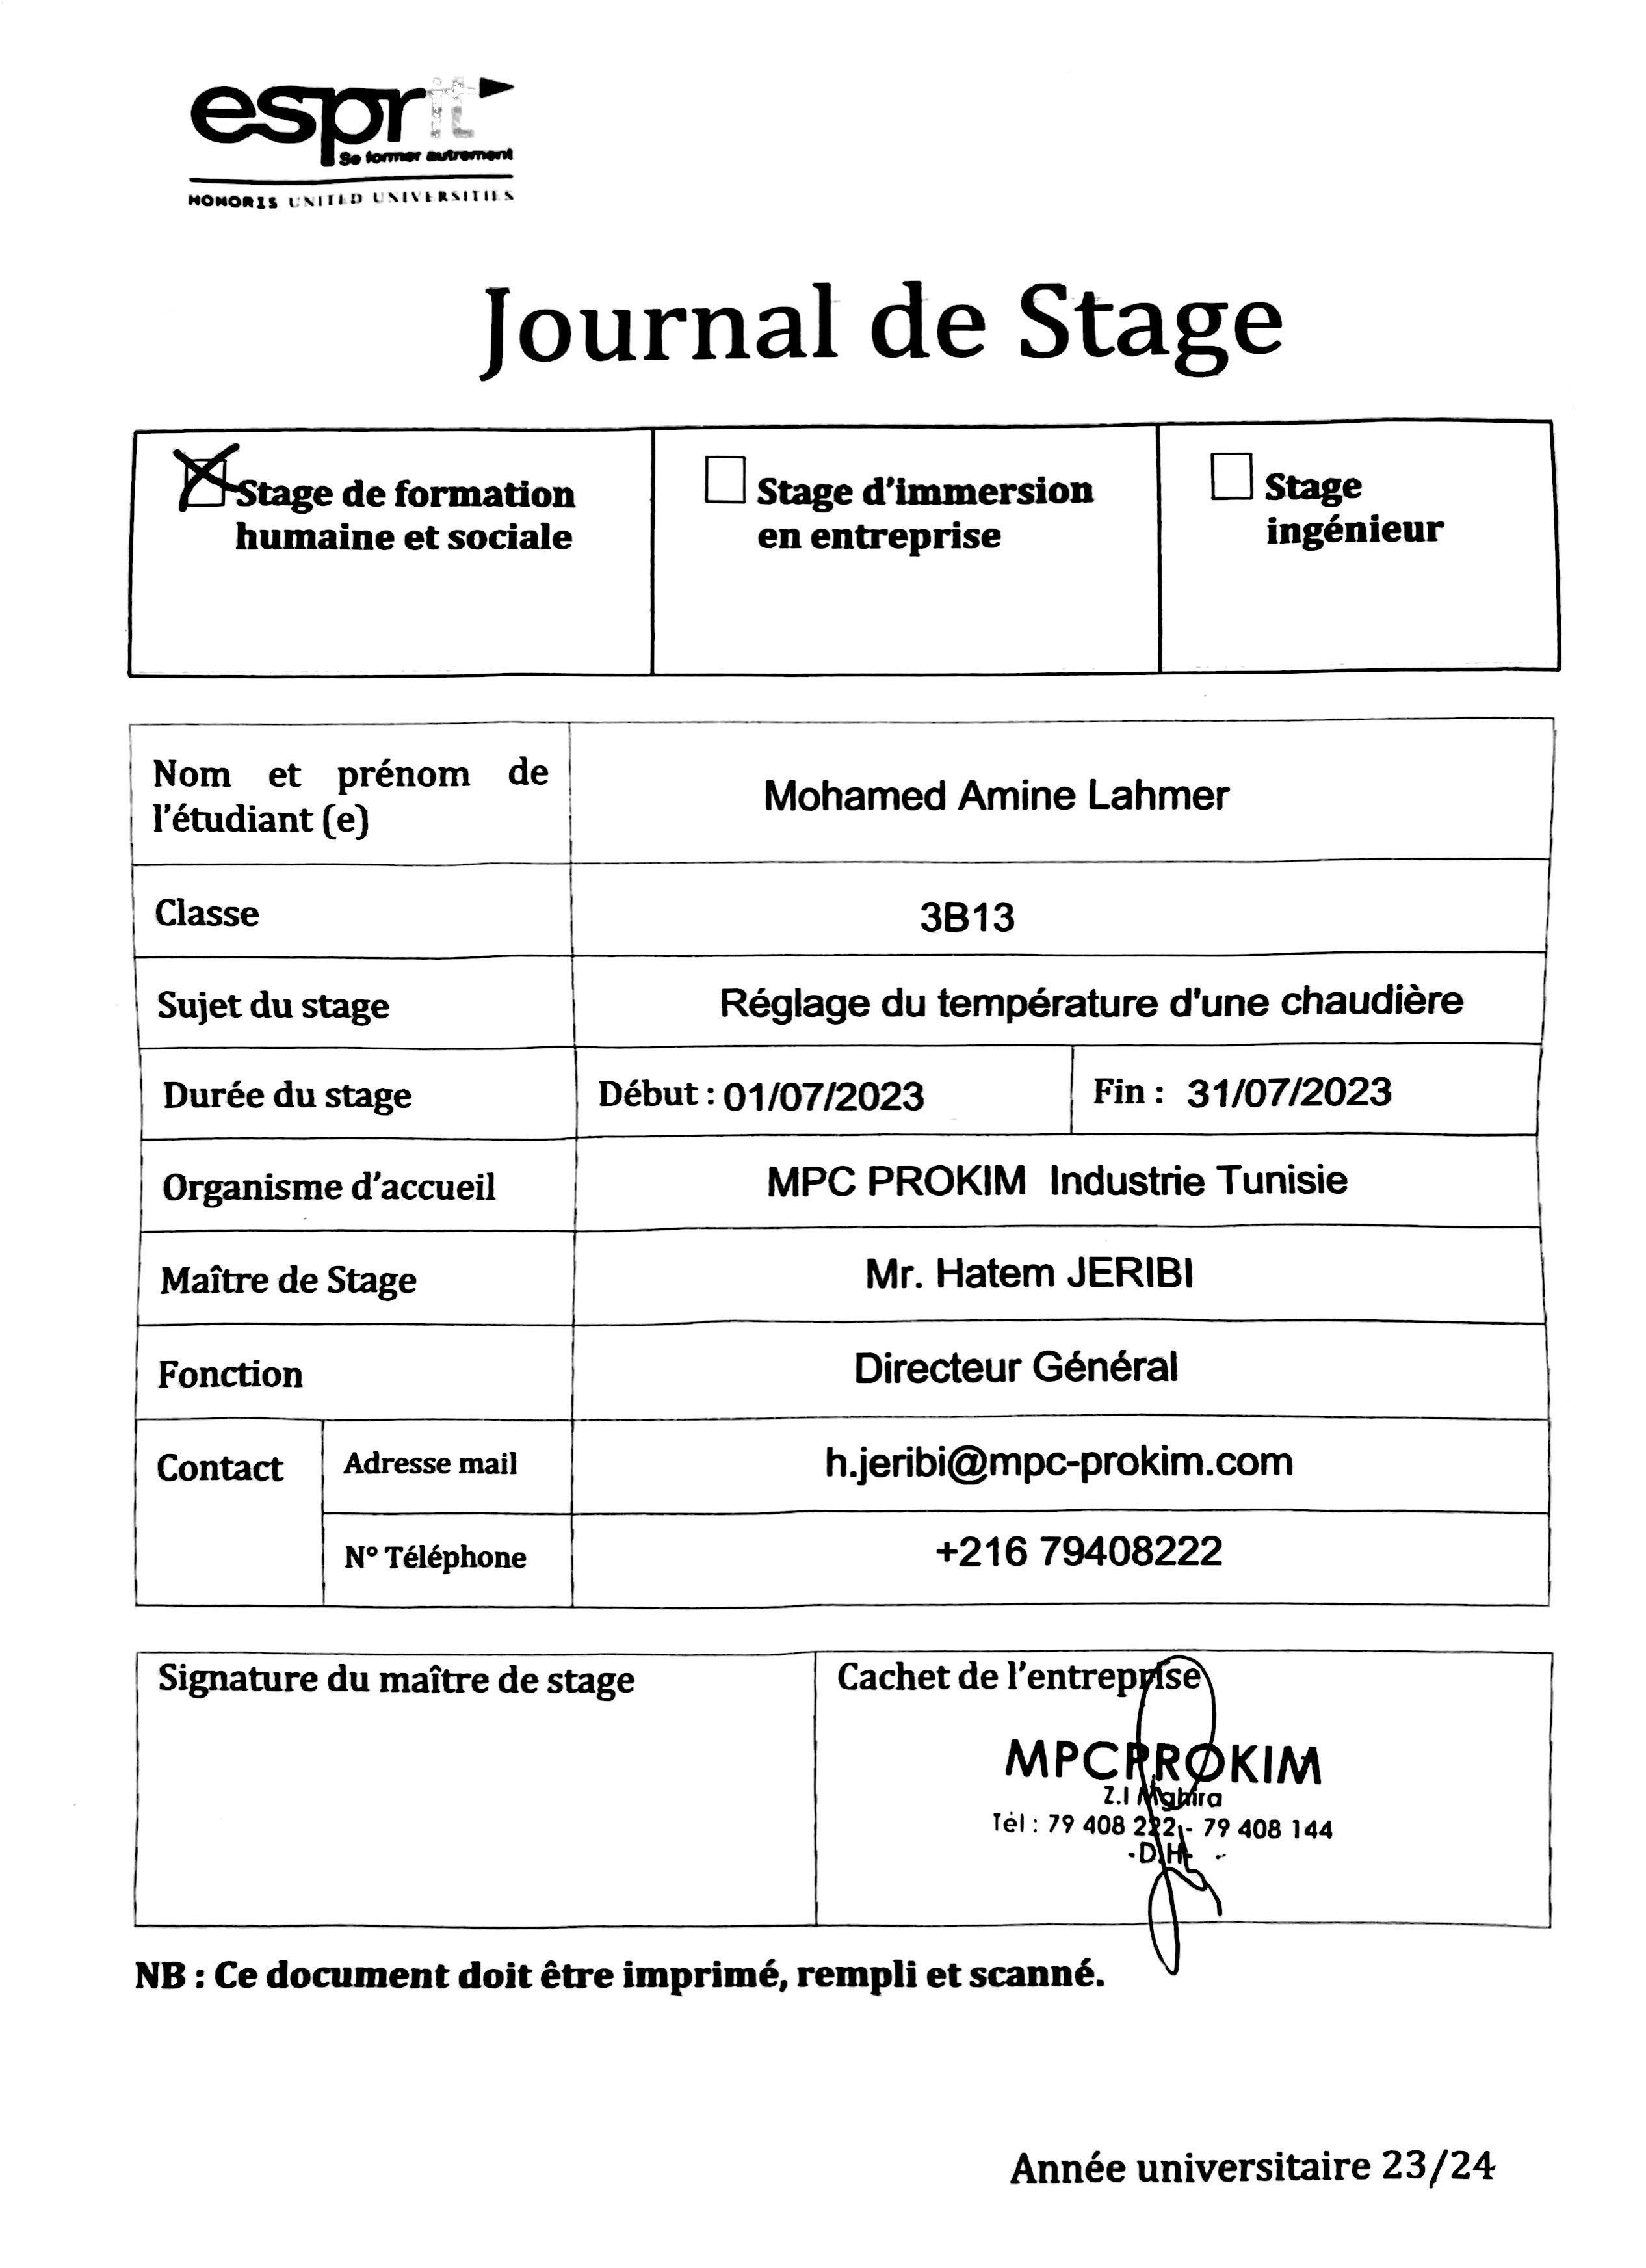 esprit
Se former autrement
HONORIS UNITED UNIVERSITIES
Journal de Stage
Stage de formation
humaine et sociale
Stage d'immersion
en entreprise
Stage
ingénieur
Nom et prénom de
l'étudiant (e)
Mohamed Amine Lahmer
Classe
3B13
Sujet du stage
Réglage du température d'une chaudière
Durée du stage
Début : 01/07/2023
Fin : 31/07/2023
Organisme d'accueil
MPC PROKIM Industrie Tunisie
Maître de Stage
Mr. Hatem JERIBI
Fonction
Directeur Général
Contact
Adresse mail
h.jeribi@mpc-prokim.com
N° Téléphone
+216 79408222
Signature du maître de stage
Cachet de l'entreprise
MPCPROKIM
Z.I Mghira
Tél : 79 408 222 - 79 408 144
NB : Ce document doit être imprimé, rempli et scanné.
Année universitaire 23/24